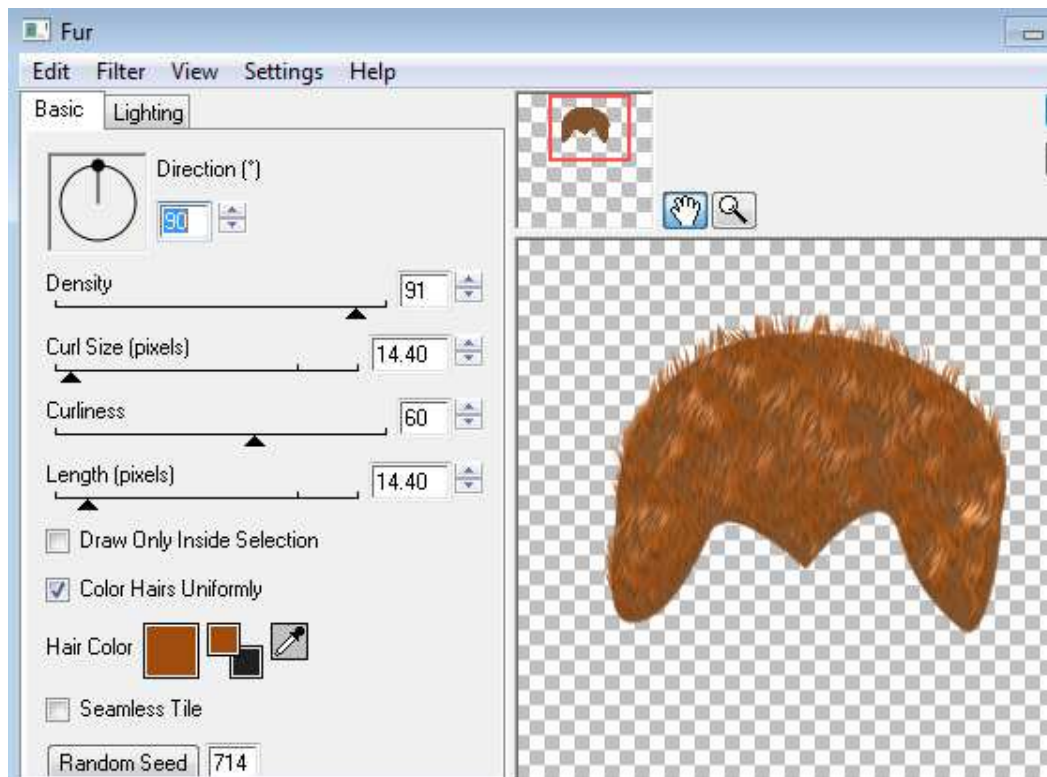 Fur
Edit Filter View Settings Help
Basic Lighting
Direction (°)
90
Density 91
Curl Size (pixels) 14.40
Curliness 60
Length (pixels) 14.40
Draw Only Inside Selection
Color Hairs Uniformly
Hair Color
Seamless Tile
Random Seed 714